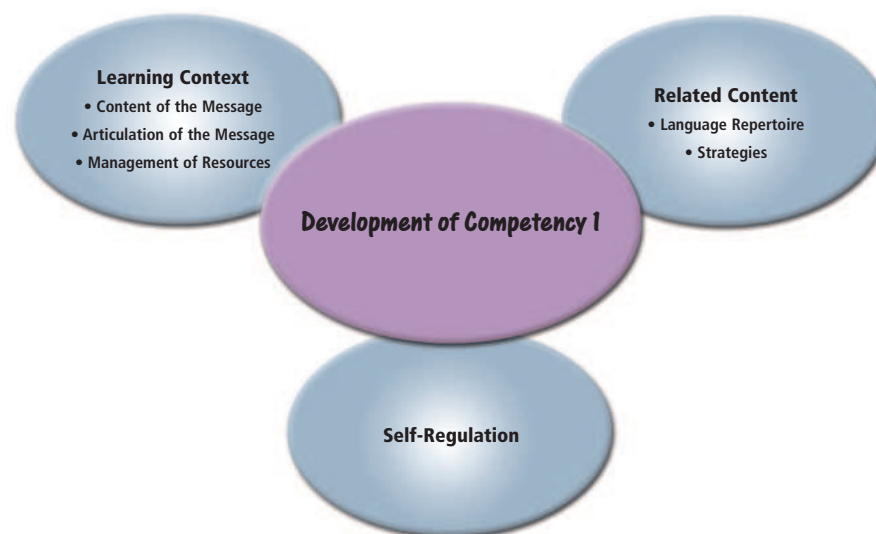 Learning Context
• Content of the Message
• Articulation of the Message
• Management of Resources
Related Content
• Language Repertoire
• Strategies
Development of Competency 1
Self-Regulation